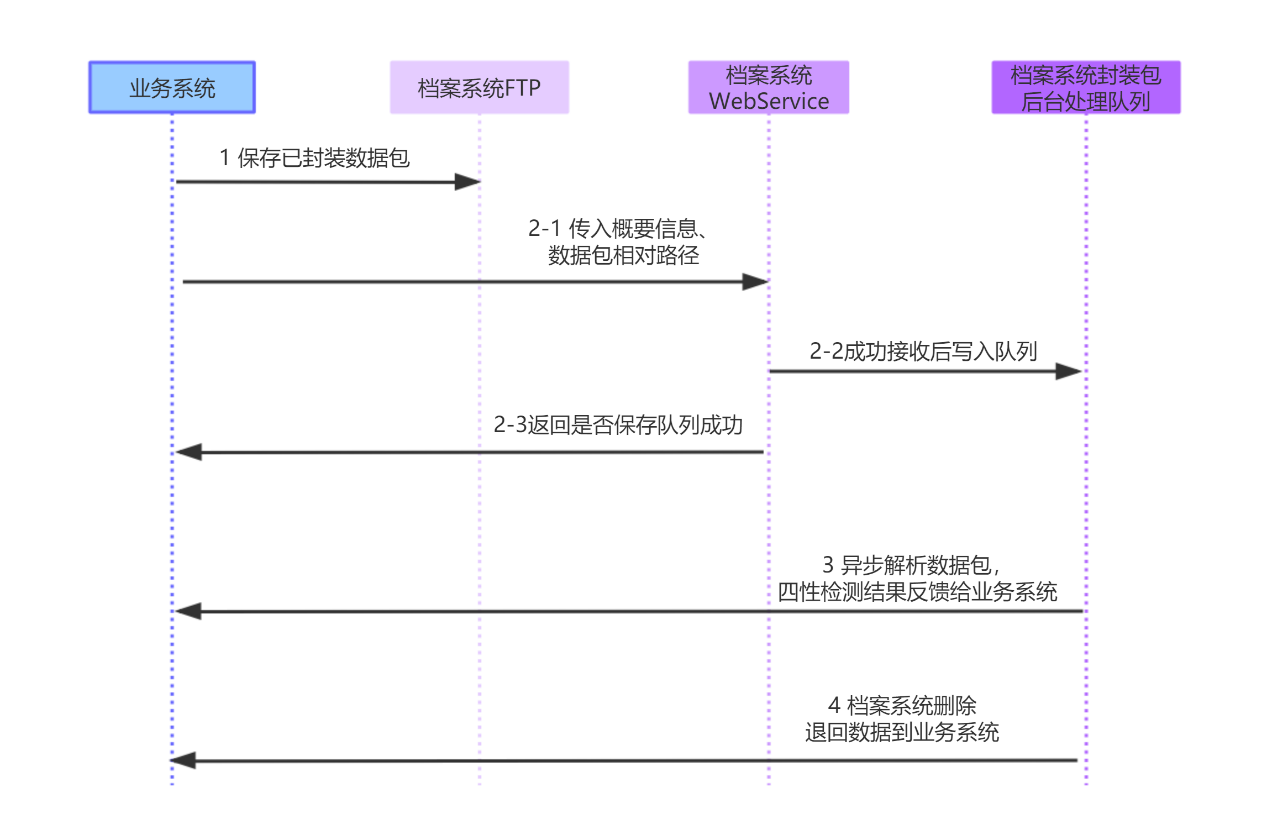 业务系统
档案系统FTP
档案系统
WebService
档案系统封装包
后台处理队列
1 保存已封装数据包
2-1 传入概要信息、
数据包相对路径
2-2成功接收后写入队列
2-3返回是否保存队列成功
3 异步解析数据包，
四性检测结果反馈给业务系统
4 档案系统删除
退回数据到业务系统